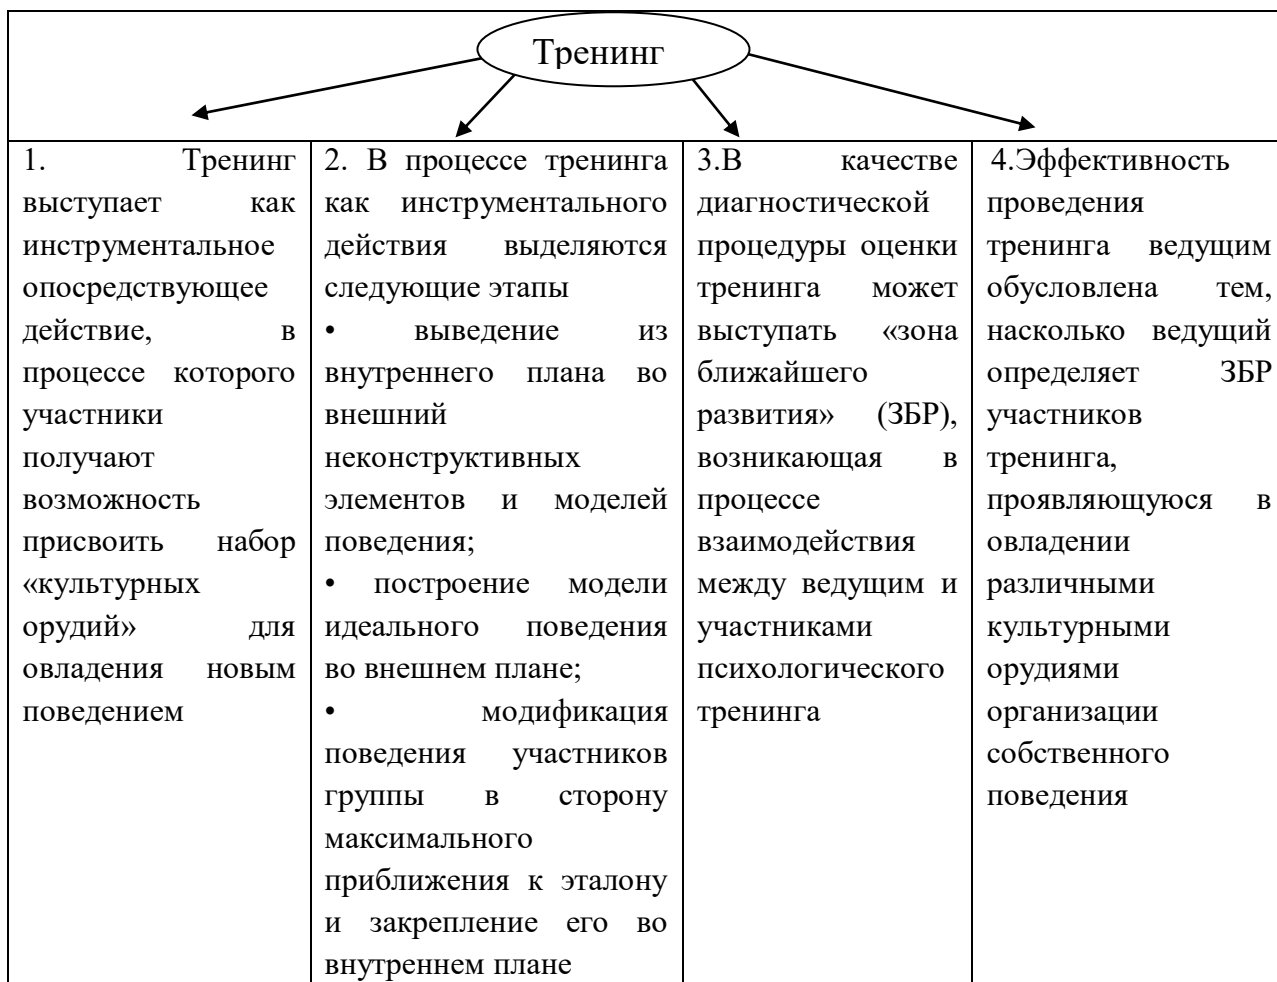 Тренинг
1. Тренинг
выступает как
инструментальное
опосредствующее
действие, в
процессе которого
участники
получают
возможность
присвоить набор
«культурных
орудий» для
овладения новым
поведением
2. В процессе тренинга
как инструментального
действия выделяются
следующие этапы
• выведение из
внутреннего плана во
внешний
неконструктивных
элементов и моделей
поведения;
• построение модели
идеального поведения
во внешнем плане;
• модификация
поведения участников
группы в сторону
максимального
приближения к эталону
и закрепление его во
внутреннем плане
3.В качестве
диагностической
процедуры оценки
тренинга может
выступать «зона
ближайшего
развития» (ЗБР),
возникающая в
процессе
взаимодействия
между ведущим и
участниками
психологического
тренинга
4.Эффективность
проведения
тренинга ведущим
обусловлена тем,
насколько ведущий
определяет ЗБР
участников
тренинга,
проявляющуюся в
овладении
различными
культурными
орудиями
организации
собственного
поведения